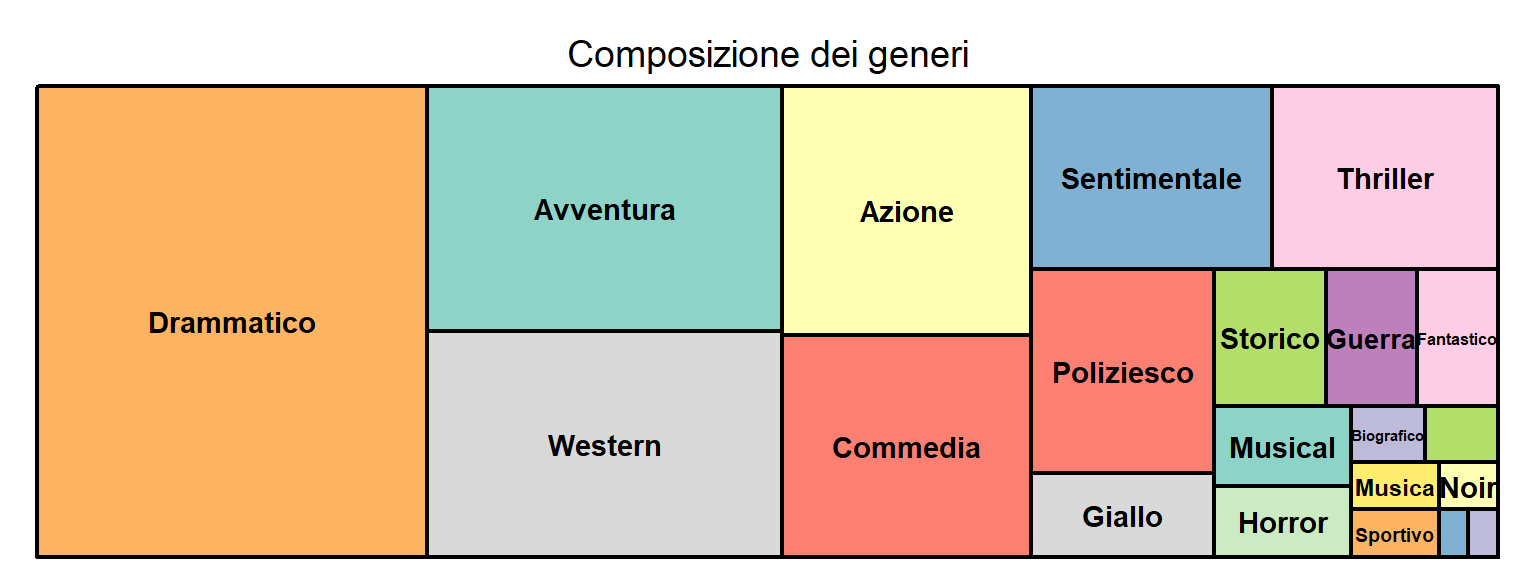 Composizione dei generi
Drammatico
Avventura
Western
Azione
Commedia
Sentimentale
Thriller
Poliziesco
Giallo
Storico
Guerra
Fantastico
Musical
Horror
Biografico
Musica
Noir
Sportivo